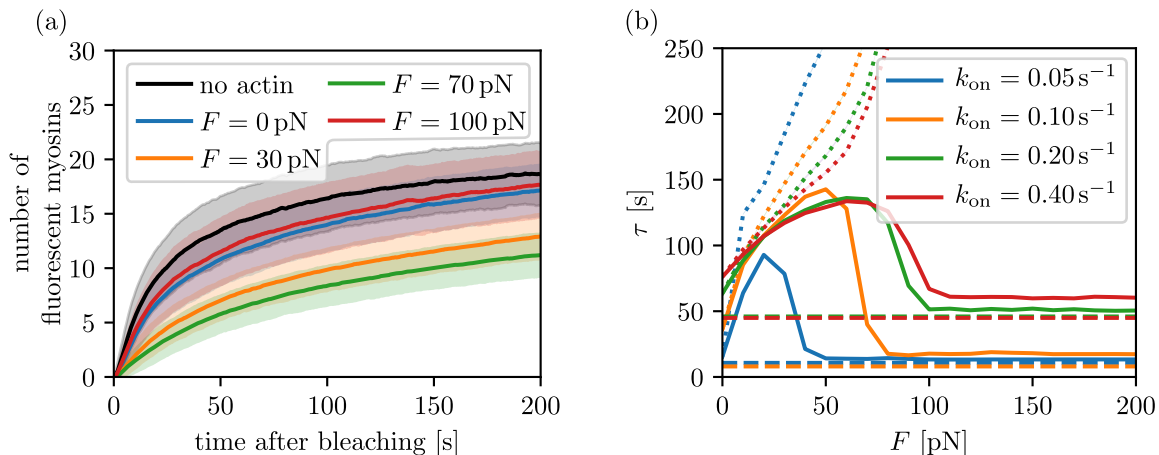 (a)
30
25
20
15
10
5
0
number of
fluorescent myosins
no actin
F = 0 pN
F = 30 pN
F = 70 pN
F = 100 pN
0 50 100 150 200
time after bleaching [s]
(b)
250
200
150
100
50
0
τ [s]
k_on = 0.05 s⁻¹
k_on = 0.10 s⁻¹
k_on = 0.20 s⁻¹
k_on = 0.40 s⁻¹
0 50 100 150 200
F [pN]